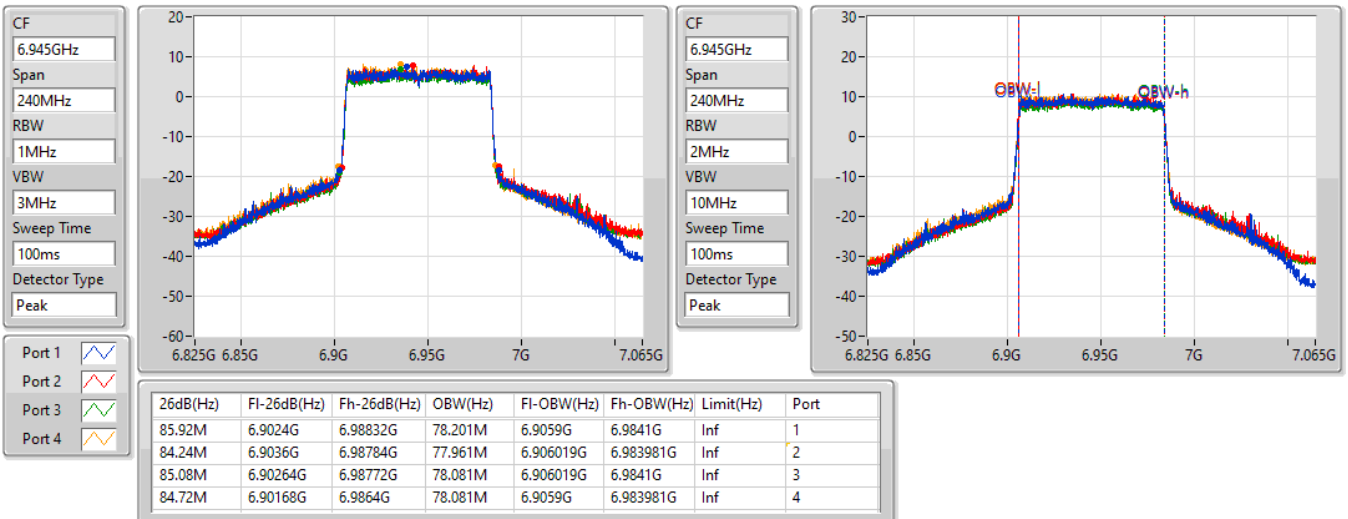 CF
6.945GHz
Span
240MHz
RBW
1MHz
VBW
3MHz
Sweep Time
100ms
Detector Type
Peak
20
10
0
-10
-20
-30
-40
-50
-60
6.825G 6.85G 6.9G 6.95G 7G 7.065G
CF
6.945GHz
Span
240MHz
RBW
2MHz
VBW
10MHz
Sweep Time
100ms
Detector Type
Peak
30
20
10
0
-10
-20
-30
-40
-50
OBW-l OBW-h
6.825G 6.85G 6.9G 6.95G 7G 7.065G
Port 1
Port 2
Port 3
Port 4
26dB(Hz) Fl-26dB(Hz) Fh-26dB(Hz) OBW(Hz) Fl-OBW(Hz) Fh-OBW(Hz) Limit(Hz) Port
85.92M 6.9024G 6.98832G 78.201M 6.9059G 6.9841G Inf 1
84.24M 6.9036G 6.98784G 77.961M 6.906019G 6.983981G Inf 2
85.08M 6.90264G 6.98772G 78.081M 6.906019G 6.9841G Inf 3
84.72M 6.90168G 6.9864G 78.081M 6.9059G 6.983981G Inf 4